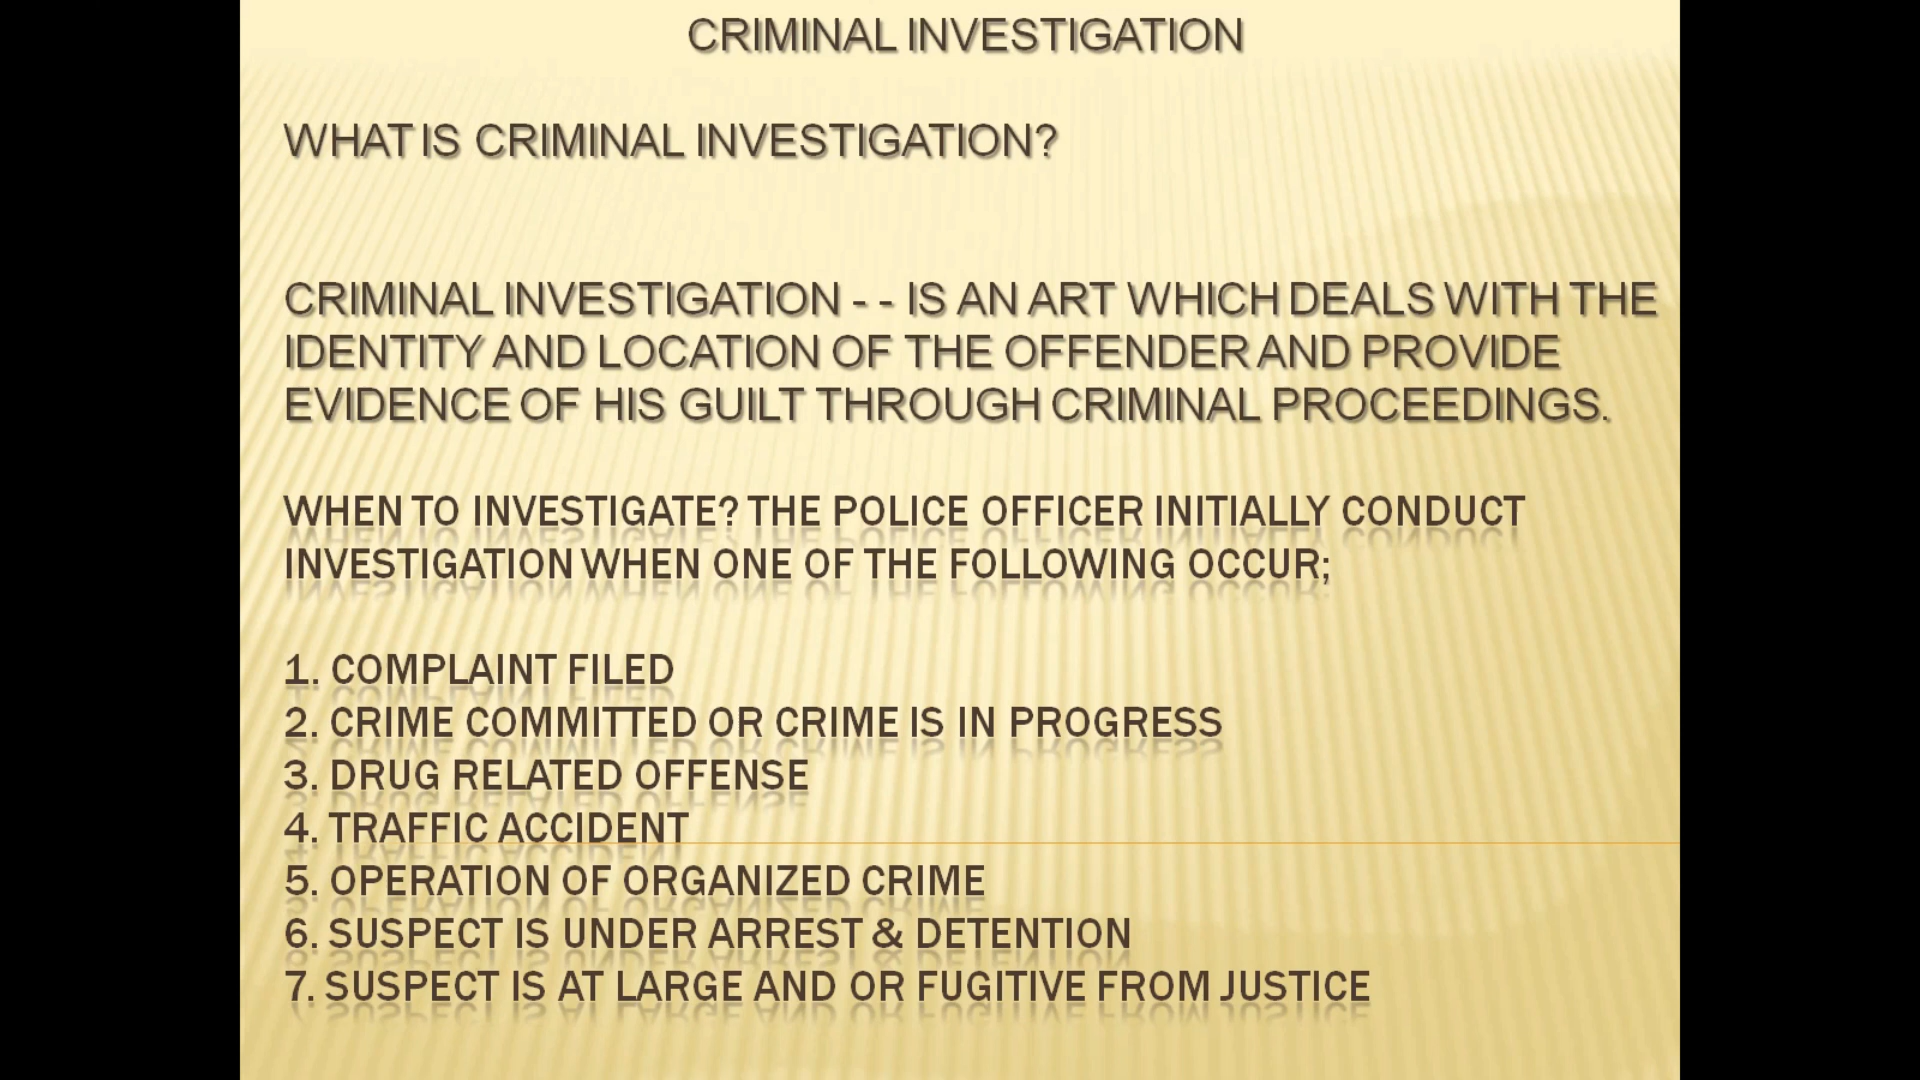 CRIMINAL INVESTIGATION
WHAT IS CRIMINAL INVESTIGATION?
CRIMINAL INVESTIGATION - - IS AN ART WHICH DEALS WITH THE
IDENTITY AND LOCATION OF THE OFFENDER AND PROVIDE
EVIDENCE OF HIS GUILT THROUGH CRIMINAL PROCEEDINGS.
WHEN TO INVESTIGATE? THE POLICE OFFICER INITIALLY CONDUCT
INVESTIGATION WHEN ONE OF THE FOLLOWING OCCUR;
1. COMPLAINT FILED
2. CRIME COMMITTED OR CRIME IS IN PROGRESS
3. DRUG RELATED OFFENSE
4. TRAFFIC ACCIDENT
5. OPERATION OF ORGANIZED CRIME
6. SUSPECT IS UNDER ARREST & DETENTION
7. SUSPECT IS AT LARGE AND OR FUGITIVE FROM JUSTICE